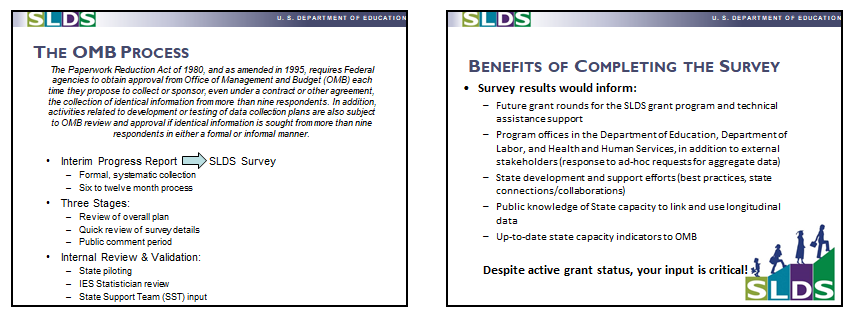 SLDS
U. S. DEPARTMENT OF EDUCATION
THE OMB PROCESS
The Paperwork Reduction Act of 1980, and as amended in 1995, requires Federal
agencies to obtain approval from Office of Management and Budget (OMB) each
time they propose to collect or sponsor, even under a contract or other agreement,
the collection of identical information from more than nine respondents. In addition,
activities related to development or testing of data collection plans are also subject
to OMB review and approval if identical information is sought from more than nine
respondents in either a formal or informal manner.
• Interim Progress Report SLDS Survey
– Formal, systematic collection
– Six to twelve month process
• Three Stages:
– Review of overall plan
– Quick review of survey details
– Public comment period
• Internal Review & Validation:
– State piloting
– IES Statistician review
– State Support Team (SST) input
SLDS
U. S. DEPARTMENT OF EDUCATION
BENEFITS OF COMPLETING THE SURVEY
• Survey results would inform:
– Future grant rounds for the SLDS grant program and technical
assistance support
– Program offices in the Department of Education, Department of
Labor, and Health and Human Services, in addition to external
stakeholders (response to ad-hoc requests for aggregate data)
– State development and support efforts (best practices, state
connections/collaborations)
– Public knowledge of State capacity to link and use longitudinal
data
– Up-to-date state capacity indicators to OMB
Despite active grant status, your input is critical!
SLDS